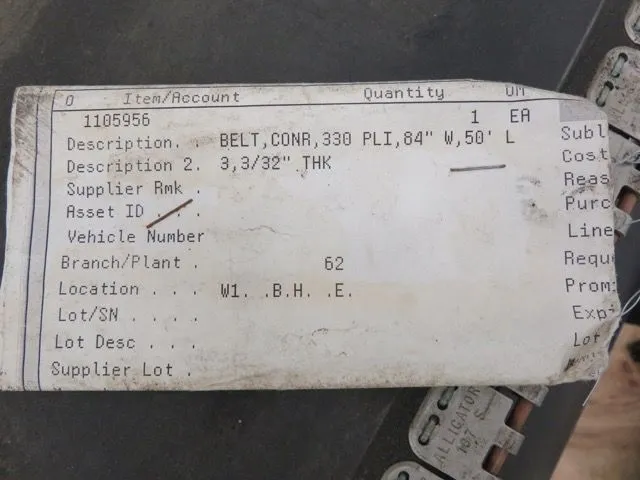 O Item/Account Quantity UM
1105956 1 EA
Description. BELT,CONR,330 PLI,84" W,50' L Subl
Description 2. 3,3/32" THK Cost
Supplier Rmk . Reas
Asset ID . . . Purc
Vehicle Number Line
Branch/Plant . 62 Requ
Location . . . W1. .B.H. .E. Prom
Lot/SN . . . . Expi
Lot Desc . . . Lot
Supplier Lot .
ALLIGATOR
107 S